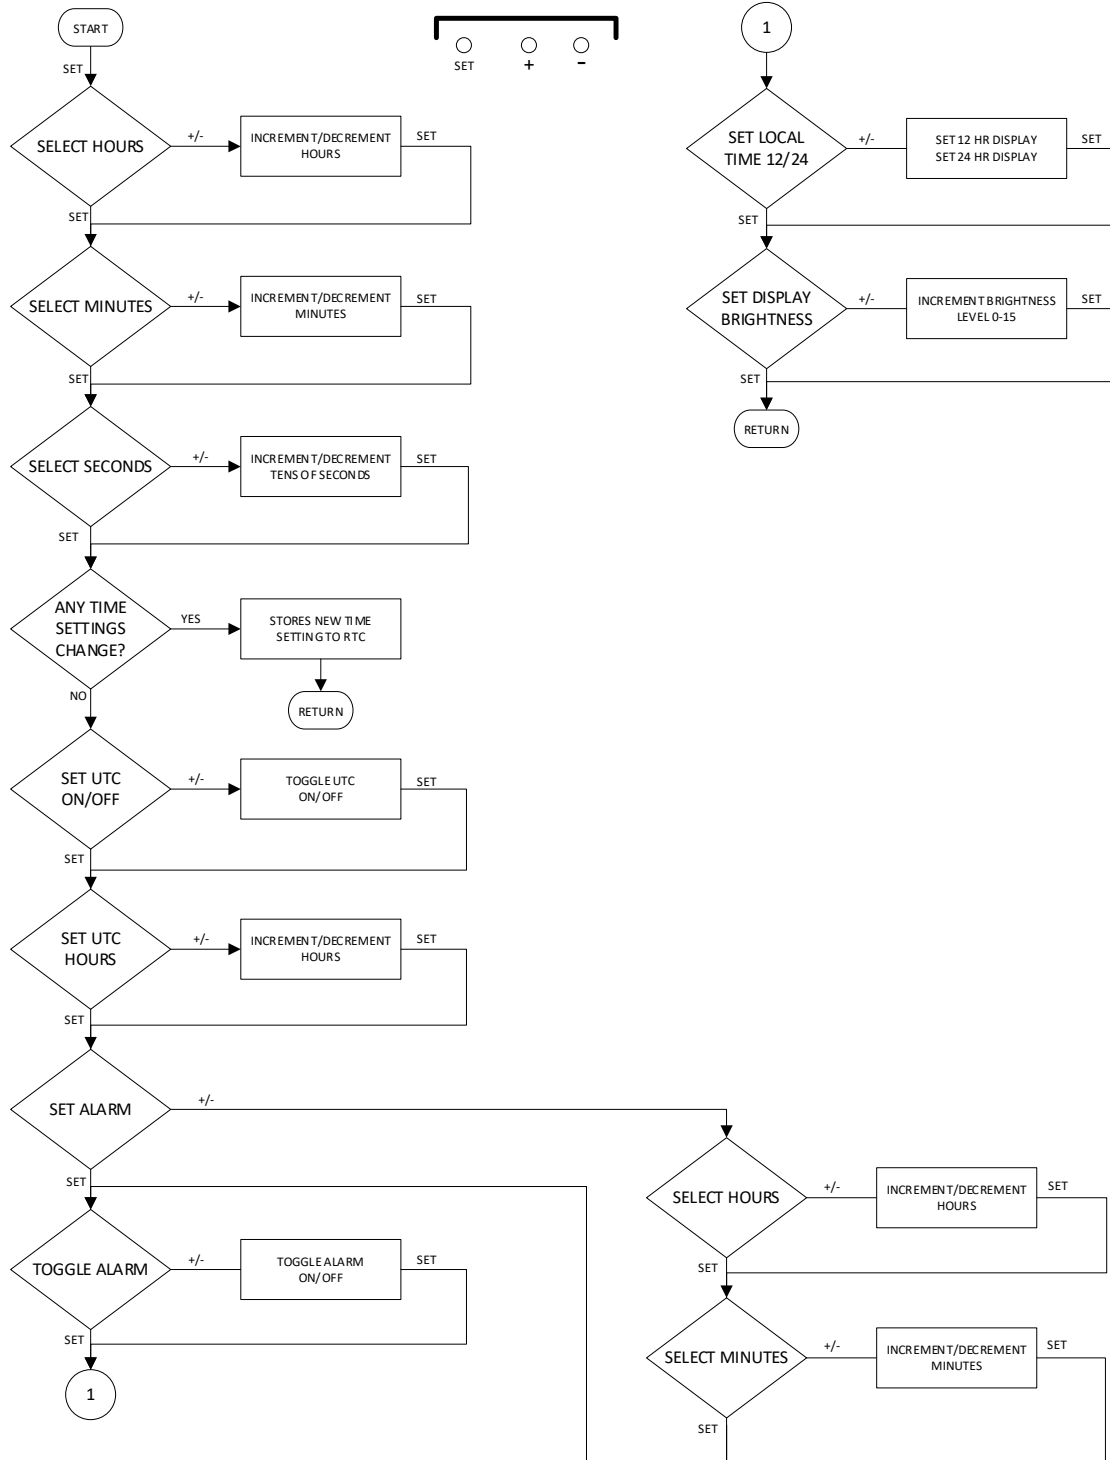 START
SET
SELECT HOURS
+/-
INCREMENT/DECREMENT
HOURS
SET
SET
SELECT MINUTES
+/-
INCREMENT/DECREMENT
MINUTES
SET
SET
SELECT SECONDS
+/-
INCREMENT/DECREMENT
TENS OF SECONDS
SET
SET
ANY TIME
SETTINGS
CHANGE?
YES
STORES NEW TIME
SETTING TO RTC
RETURN
NO
SET UTC
ON/OFF
+/-
TOGGLE UTC
ON/OFF
SET
SET
SET UTC
HOURS
+/-
INCREMENT/DECREMENT
HOURS
SET
SET
SET ALARM
+/-
SET
TOGGLE ALARM
+/-
TOGGLE ALARM
ON/OFF
SET
SET
1
SET
+
-
1
SET LOCAL
TIME 12/24
+/-
SET 12 HR DISPLAY
SET 24 HR DISPLAY
SET
SET
SET DISPLAY
BRIGHTNESS
+/-
INCREMENT BRIGHTNESS
LEVEL 0-15
SET
SET
RETURN
SELECT HOURS
+/-
INCREMENT/DECREMENT
HOURS
SET
SET
SELECT MINUTES
+/-
INCREMENT/DECREMENT
MINUTES
SET
SET